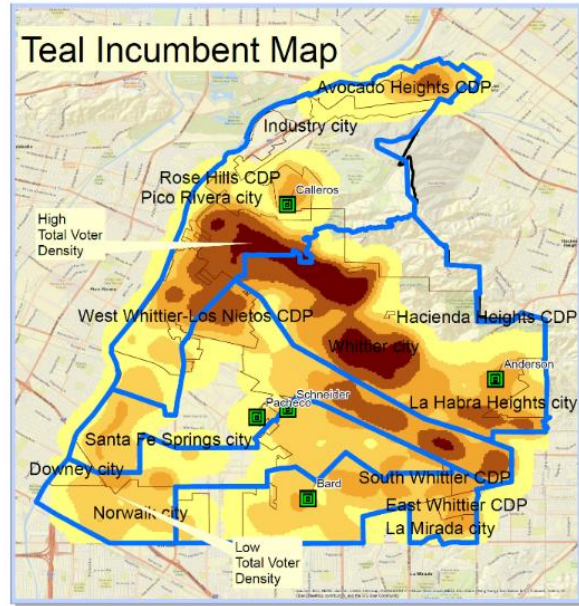 Teal Incumbent Map
Avocado Heights CDP
Industry city
Rose Hills CDP
Pico Rivera city
Calleros
High
Total Voter
Density
West Whittier-Los Nietos CDP
Hacienda Heights CDP
Whittier city
Anderson
Schneider
Pacheco
La Habra Heights city
Santa Fe Springs city
Downey city
Bard
South Whittier CDP
Norwalk city
East Whittier CDP
La Mirada city
Low
Total Voter
Density